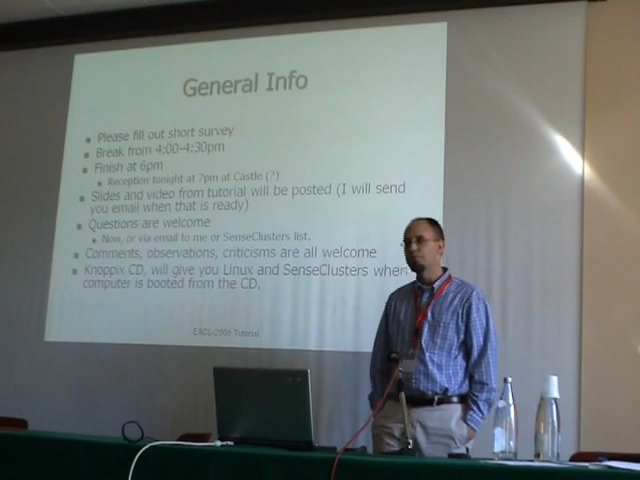 General Info
Please fill out short survey
Break from 4:00-4:30pm
Finish at 6pm
Reception tonight at 7pm at Castle (?)
Slides and video from tutorial will be posted (I will send
you email when that is ready)
Questions are welcome
Now, or via email to me or SenseClusters list.
Comments, observations, criticisms are all welcome
Knoppix CD, will give you Linux and SenseClusters when
computer is booted from the CD.
EACL-2006 Tutorial